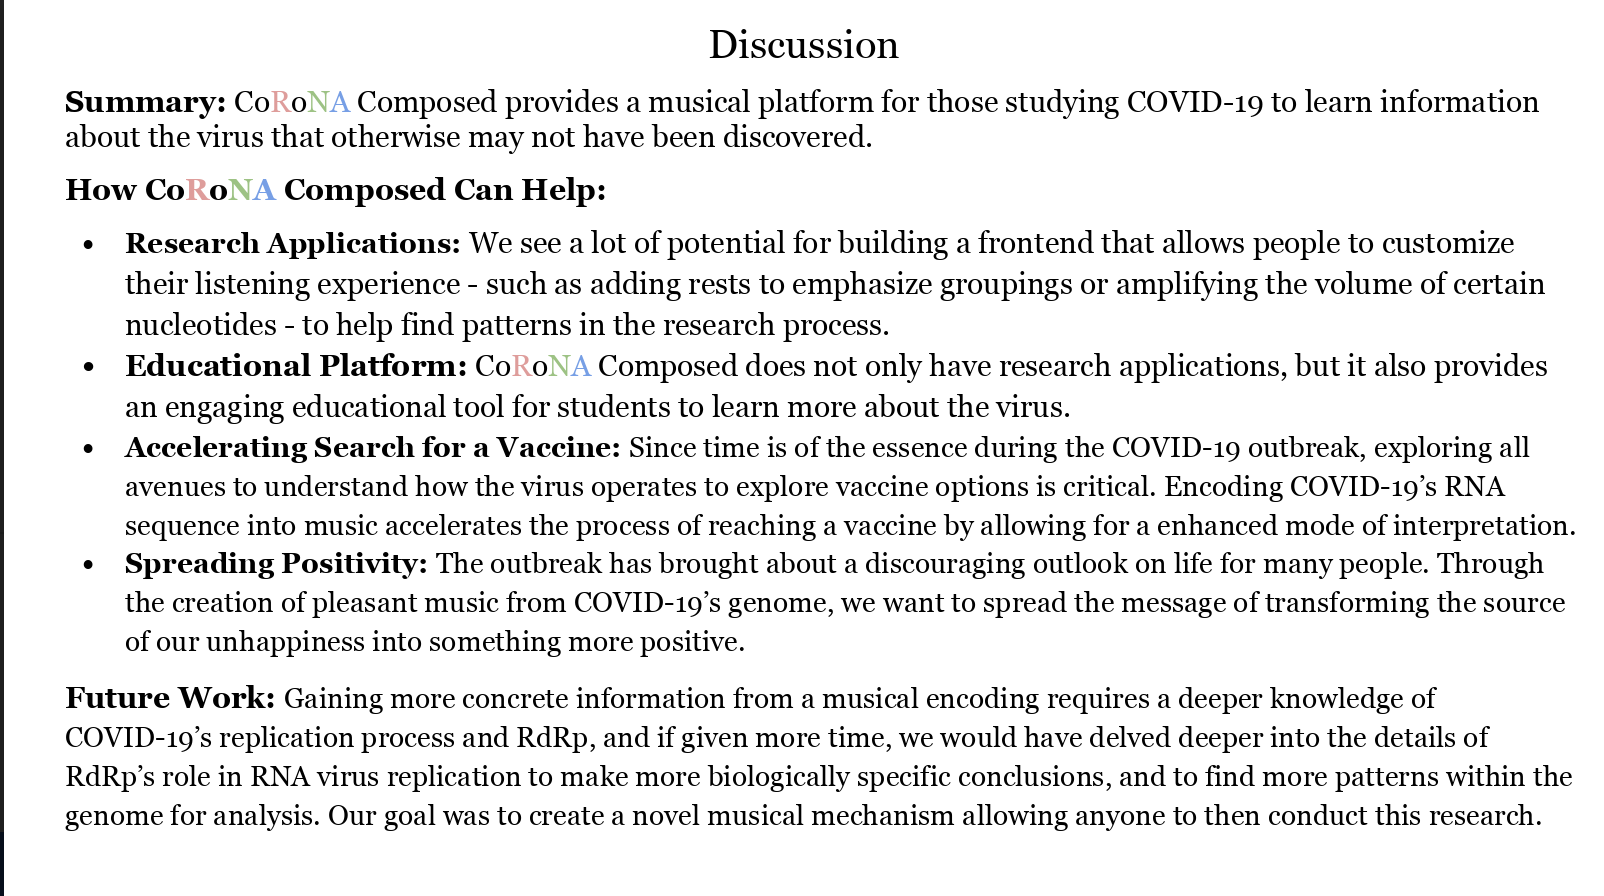 Discussion
Summary: CoRoNA Composed provides a musical platform for those studying COVID-19 to learn information
about the virus that otherwise may not have been discovered.
How CoRoNA Composed Can Help:
• Research Applications: We see a lot of potential for building a frontend that allows people to customize
their listening experience - such as adding rests to emphasize groupings or amplifying the volume of certain
nucleotides - to help find patterns in the research process.
• Educational Platform: CoRoNA Composed does not only have research applications, but it also provides
an engaging educational tool for students to learn more about the virus.
• Accelerating Search for a Vaccine: Since time is of the essence during the COVID-19 outbreak, exploring all
avenues to understand how the virus operates to explore vaccine options is critical. Encoding COVID-19’s RNA
sequence into music accelerates the process of reaching a vaccine by allowing for a enhanced mode of interpretation.
• Spreading Positivity: The outbreak has brought about a discouraging outlook on life for many people. Through
the creation of pleasant music from COVID-19’s genome, we want to spread the message of transforming the source
of our unhappiness into something more positive.
Future Work: Gaining more concrete information from a musical encoding requires a deeper knowledge of
COVID-19’s replication process and RdRp, and if given more time, we would have delved deeper into the details of
RdRp’s role in RNA virus replication to make more biologically specific conclusions, and to find more patterns within the
genome for analysis. Our goal was to create a novel musical mechanism allowing anyone to then conduct this research.